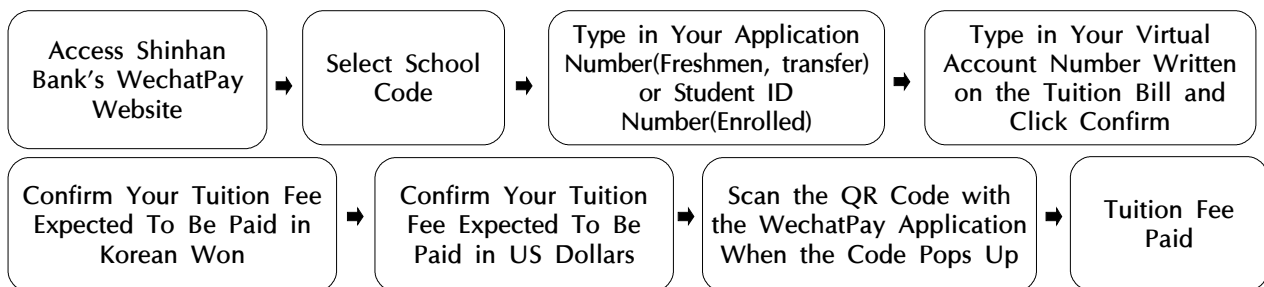 Access Shinhan
Bank's WechatPay
Website
Select School
Code
Type in Your Application
Number(Freshmen, transfer)
or Student ID
Number(Enrolled)
Type in Your Virtual
Account Number Written
on the Tuition Bill and
Click Confirm
Confirm Your Tuition Fee
Expected To Be Paid in
Korean Won
Confirm Your Tuition
Fee Expected To Be
Paid in US Dollars
Scan the QR Code with
the WechatPay Application
When the Code Pops Up
Tuition Fee
Paid